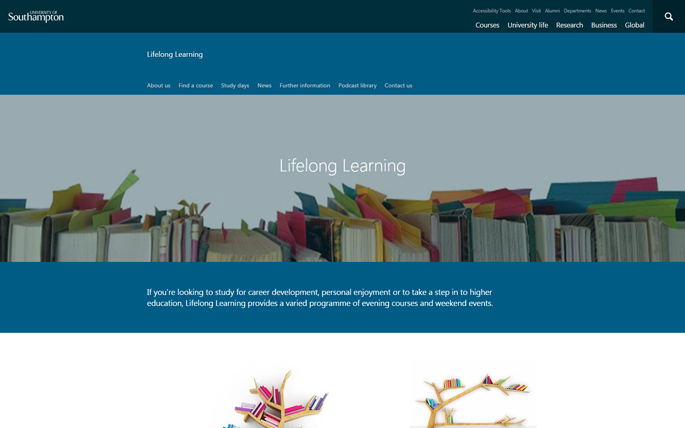 UNIVERSITY OF
Southampton
Accessibility Tools About Visit Alumni Departments News Events Contact
Courses University life Research Business Global
Lifelong Learning
About us Find a course Study days News Further information Podcast library Contact us
Lifelong Learning
If you're looking to study for career development, personal enjoyment or to take a step in to higher
education, Lifelong Learning provides a varied programme of evening courses and weekend events.